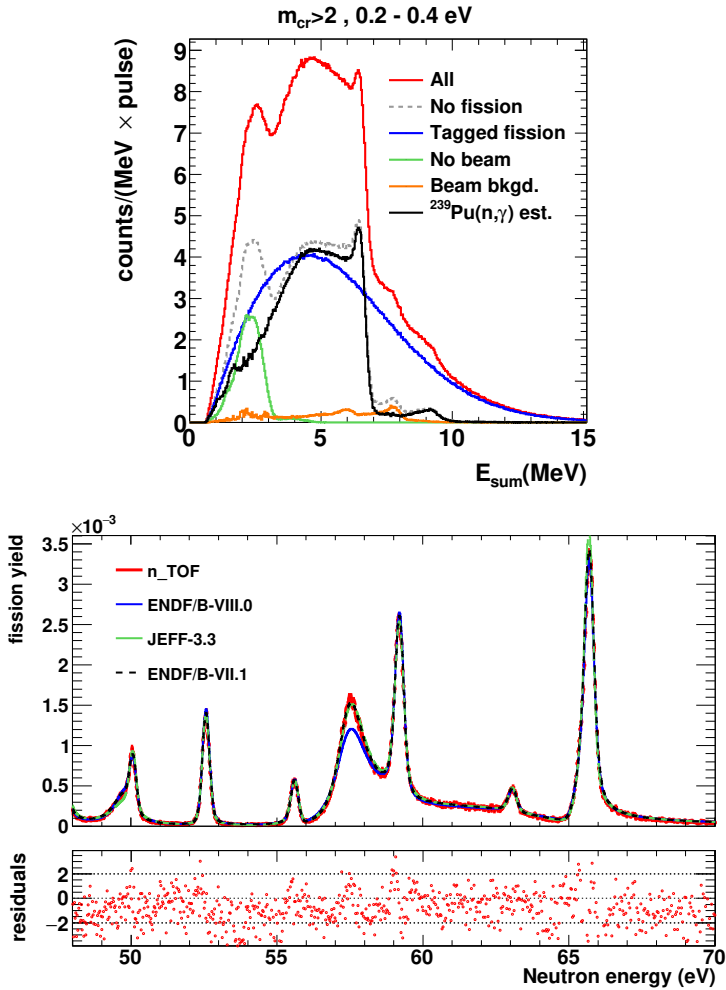 m_cr>2 , 0.2 - 0.4 eV
counts/(MeV × pulse)
9
8
7
6
5
4
3
2
1
0
All
No fission
Tagged fission
No beam
Beam bkgd.
²³⁹Pu(n,γ) est.
0 5 10 15
E_sum(MeV)
×10⁻³
fission yield
3.5
3
2.5
2
1.5
1
0.5
0
n_TOF
ENDF/B-VIII.0
JEFF-3.3
ENDF/B-VII.1
residuals
2
0
−2
50 55 60 65 70
Neutron energy (eV)